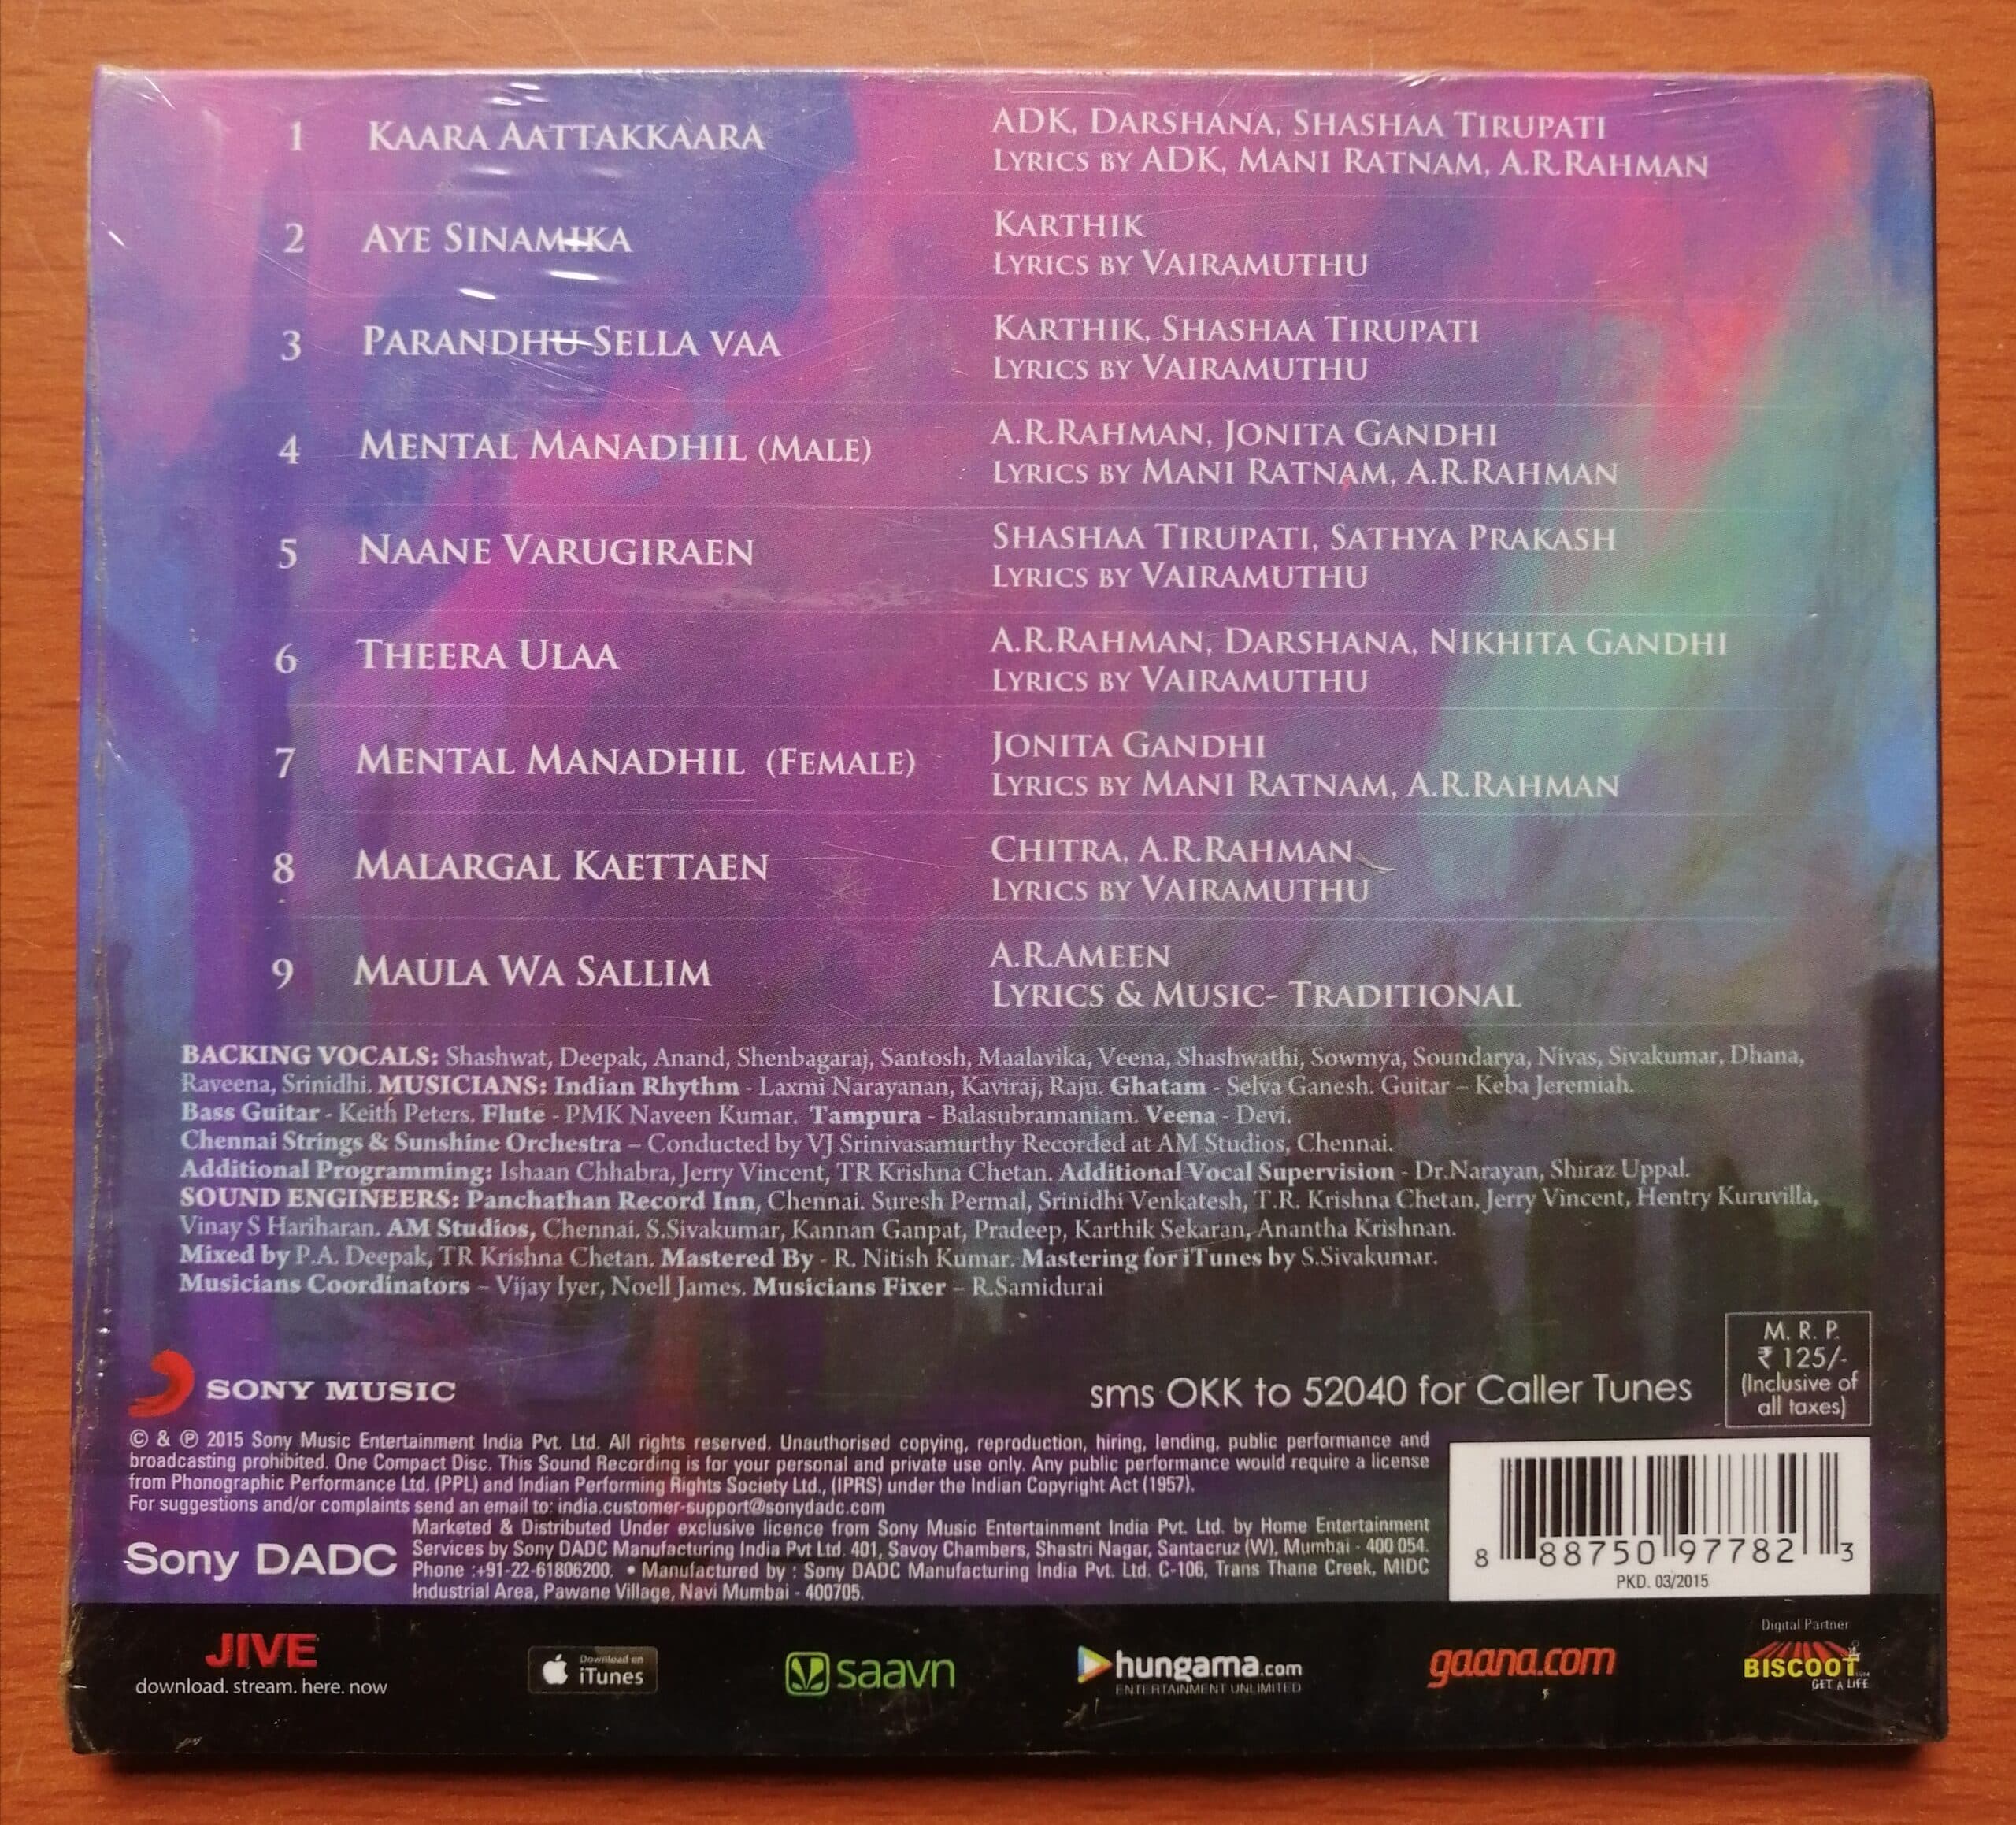 1 KAARA AATTAKKAARA
ADK, DARSHANA, SHASHAA TIRUPATI
LYRICS BY ADK, MANI RATNAM, A.R.RAHMAN
2 AYE SINAMIKA
KARTHIK
LYRICS BY VAIRAMUTHU
3 PARANDHU SELLA VAA
KARTHIK, SHASHAA TIRUPATI
LYRICS BY VAIRAMUTHU
4 MENTAL MANADHIL (MALE)
A.R.RAHMAN, JONITA GANDHI
LYRICS BY MANI RATNAM, A.R.RAHMAN
5 NAANE VARUGIRAEN
SHASHAA TIRUPATI, SATHYA PRAKASH
LYRICS BY VAIRAMUTHU
6 THEERA ULAA
A.R.RAHMAN, DARSHANA, NIKHITA GANDHI
LYRICS BY VAIRAMUTHU
7 MENTAL MANADHIL (FEMALE)
JONITA GANDHI
LYRICS BY MANI RATNAM, A.R.RAHMAN
8 MALARGAL KAETTAEN
CHITRA, A.R.RAHMAN
LYRICS BY VAIRAMUTHU
9 MAULA WA SALLIM
A.R.AMEEN
LYRICS & MUSIC- TRADITIONAL
BACKING VOCALS: Shashwat, Deepak, Anand, Shenbagaraj, Santosh, Maalavika, Veena, Shashwathi, Sowmya, Soundarya, Nivas, Sivakumar, Dhana,
Raveena, Srinidhi. MUSICIANS: Indian Rhythm - Laxmi Narayanan, Kaviraj, Raju. Ghatam - Selva Ganesh. Guitar – Keba Jeremiah.
Bass Guitar - Keith Peters. Flute - PMK Naveen Kumar. Tampura - Balasubramaniam. Veena - Devi.
Chennai Strings & Sunshine Orchestra – Conducted by VJ Srinivasamurthy Recorded at AM Studios, Chennai.
Additional Programming: Ishaan Chhabra, Jerry Vincent, TR Krishna Chetan. Additional Vocal Supervision - Dr.Narayan, Shiraz Uppal.
SOUND ENGINEERS: Panchathan Record Inn, Chennai. Suresh Permal, Srinidhi Venkatesh, T.R. Krishna Chetan, Jerry Vincent, Hentry Kuruvilla,
Vinay S Hariharan. AM Studios, Chennai. S.Sivakumar, Kannan Ganpat, Pradeep, Karthik Sekaran, Anantha Krishnan.
Mixed by P.A. Deepak, TR Krishna Chetan. Mastered By - R. Nitish Kumar. Mastering for iTunes by S.Sivakumar.
Musicians Coordinators – Vijay Iyer, Noell James. Musicians Fixer – R.Samidurai
M. R. P.
₹ 125/-
(Inclusive of
all taxes)
SONY MUSIC
sms OKK to 52040 for Caller Tunes
© & ℗ 2015 Sony Music Entertainment India Pvt. Ltd. All rights reserved. Unauthorised copying, reproduction, hiring, lending, public performance and
broadcasting prohibited. One Compact Disc. This Sound Recording is for your personal and private use only. Any public performance would require a license
from Phonographic Performance Ltd. (PPL) and Indian Performing Rights Society Ltd., (IPRS) under the Indian Copyright Act (1957).
For suggestions and/or complaints send an email to: india.customer-support@sonydadc.com
Sony DADC
Marketed & Distributed Under exclusive licence from Sony Music Entertainment India Pvt. Ltd. by Home Entertainment
Services by Sony DADC Manufacturing India Pvt Ltd. 401, Savoy Chambers, Shastri Nagar, Santacruz (W), Mumbai - 400 054.
Phone :+91-22-61806200. • Manufactured by : Sony DADC Manufacturing India Pvt. Ltd. C-106, Trans Thane Creek, MIDC
Industrial Area, Pawane Village, Navi Mumbai - 400705.
8 88750 97782 3
PKD. 03/2015
JIVE
download. stream. here. now
Download on
iTunes
saavn
hungama.com
ENTERTAINMENT UNLIMITED
gaana.com
Digital Partner
BISCOOT
GET A LIFE